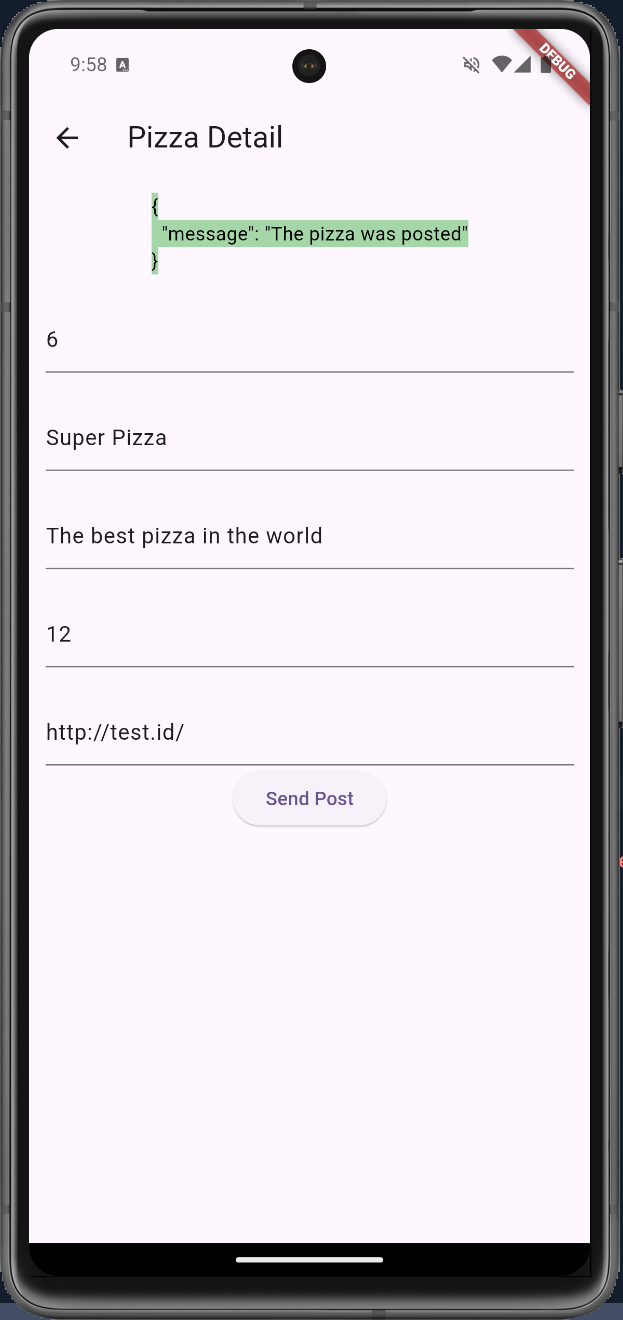 9:58
DEBUG
Pizza Detail
{
"message": "The pizza was posted"
}
6
Super Pizza
The best pizza in the world
12
http://test.id/
Send Post